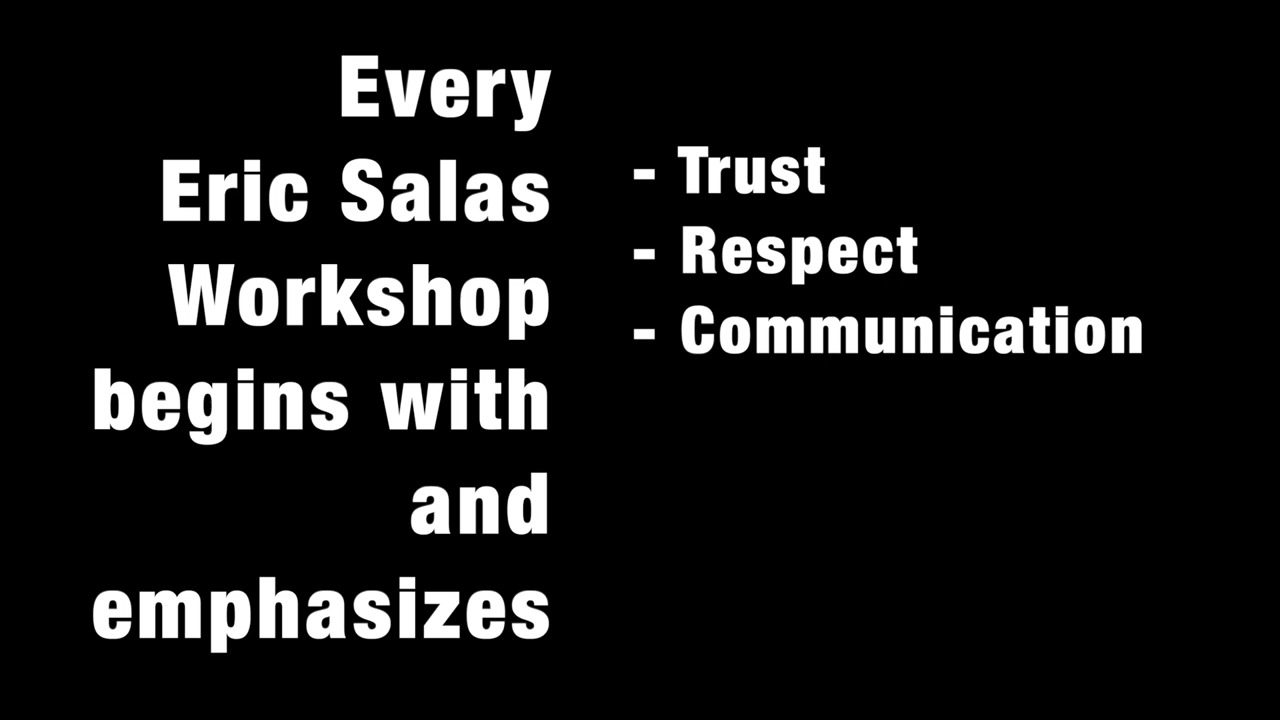 Every
Eric Salas
Workshop
begins with
and
emphasizes
- Trust
- Respect
- Communication